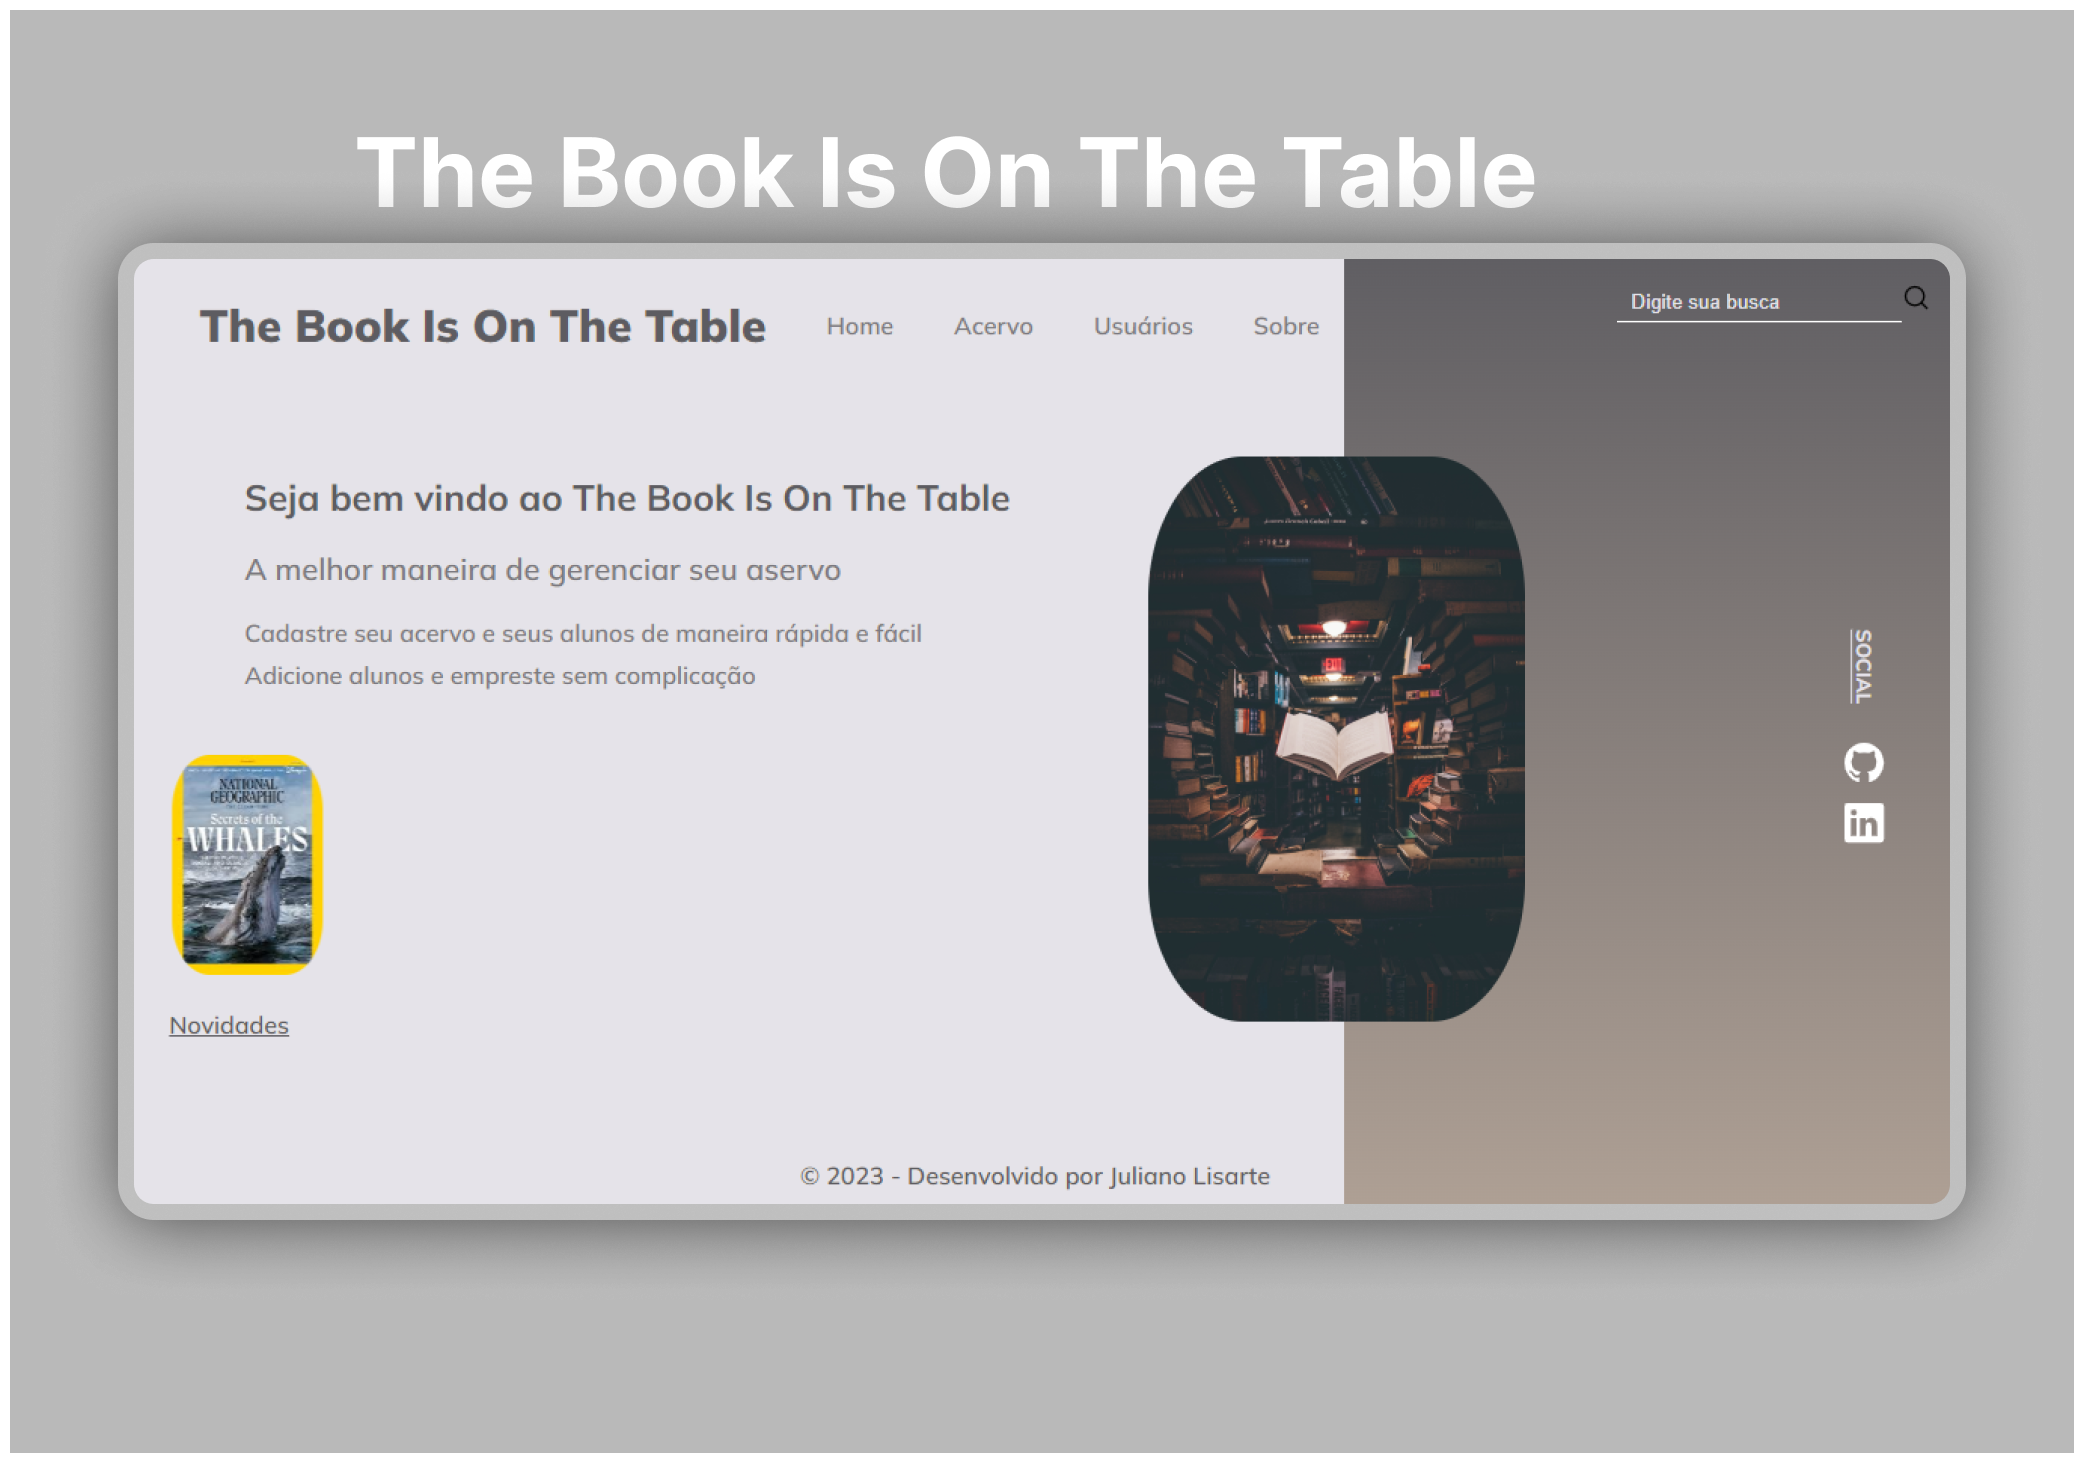 The Book Is On The Table
The Book Is On The Table
Home
Acervo
Usuários
Sobre
Digite sua busca
Seja bem vindo ao The Book Is On The Table
A melhor maneira de gerenciar seu aservo
Cadastre seu acervo e seus alunos de maneira rápida e fácil
Adicione alunos e empreste sem complicação
EXIT
SOCIAL
in
NATIONAL
GEOGRAPHIC
Secrets of the
WHALES
Novidades
© 2023 - Desenvolvido por Juliano Lisarte